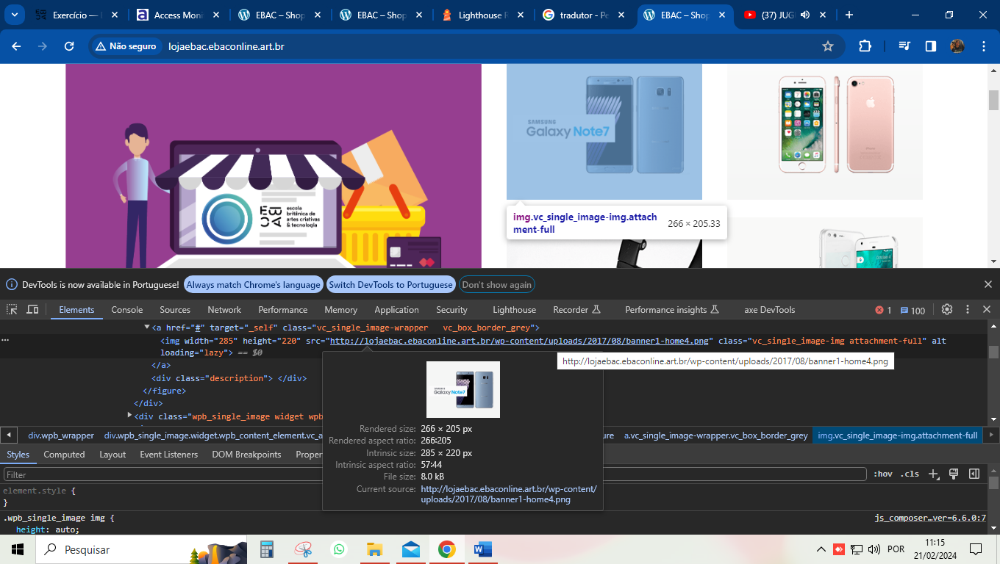 Exercício — l
Access Moni
EBAC – Shop
EBAC – Shop
Lighthouse R
tradutor - Pe
EBAC – Shop
(37) JUG
Não seguro
lojaebac.ebaconline.art.br
SAMSUNG
Galaxy Note7
EBAC
escola
britânica de
artes criativas
& tecnologia
img.vc_single_image-img.attach
ment-full
266 × 205.33
DevTools is now available in Portuguese!
Always match Chrome's language
Switch DevTools to Portuguese
Don't show again
Elements
Console
Sources
Network
Performance
Memory
Application
Security
Lighthouse
Recorder
Performance insights
axe DevTools
1
100
<a href="#" target="_self" class="vc_single_image-wrapper   vc_box_border_grey">
<img width="285" height="220" src="http://lojaebac.ebaconline.art.br/wp-content/uploads/2017/08/banner1-home4.png" class="vc_single_image-img attachment-full" alt
loading="lazy"> == $0
</a>
<div class="description"> </div>
</figure>
</div>
<div class="wpb_single_image widget wpb
http://lojaebac.ebaconline.art.br/wp-content/uploads/2017/08/banner1-home4.png
Galaxy Note7
Rendered size: 266 × 205 px
Rendered aspect ratio: 266∶205
Intrinsic size: 285 × 220 px
Intrinsic aspect ratio: 57∶44
File size: 8.0 kB
Current source: http://lojaebac.ebaconline.art.br/wp-content/
uploads/2017/08/banner1-home4.png
div.wpb_wrapper
div.wpb_single_image.widget.wpb_content_element.vc_a
ure
a.vc_single_image-wrapper.vc_box_border_grey
img.vc_single_image-img.attachment-full
Styles
Computed
Layout
Event Listeners
DOM Breakpoints
Proper
Filter
:hov
.cls
element.style {
}
.wpb_single_image img {
js_composer…ver=6.6.0:7
height: auto;
Pesquisar
POR
11:15
21/02/2024